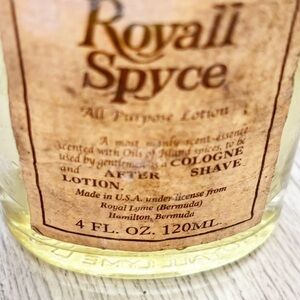 Royall
Spyce
All Purpose Lotion
A most manly scent essence
scented with Oils of Island spices, to be
used by gentlemen as a COLOGNE
and AFTER SHAVE
LOTION.
Made in U.S.A. under license from
Royal Lyme (Bermuda)
Hamilton, Bermuda
4 FL. OZ. 120ML.